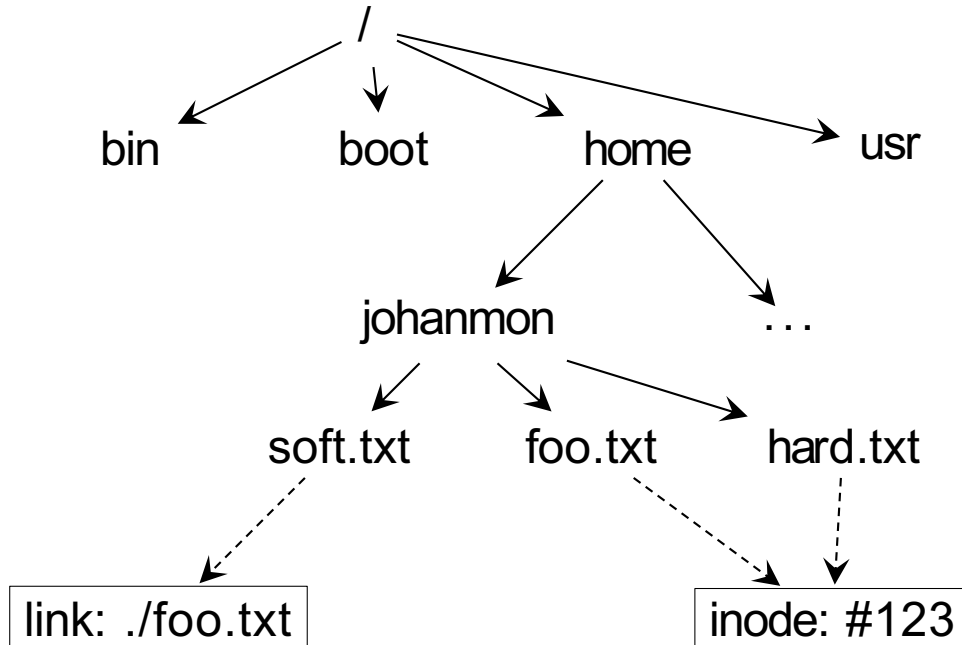 /
bin boot home usr
johanmon ...
soft.txt foo.txt hard.txt
link: ./foo.txt inode: #123